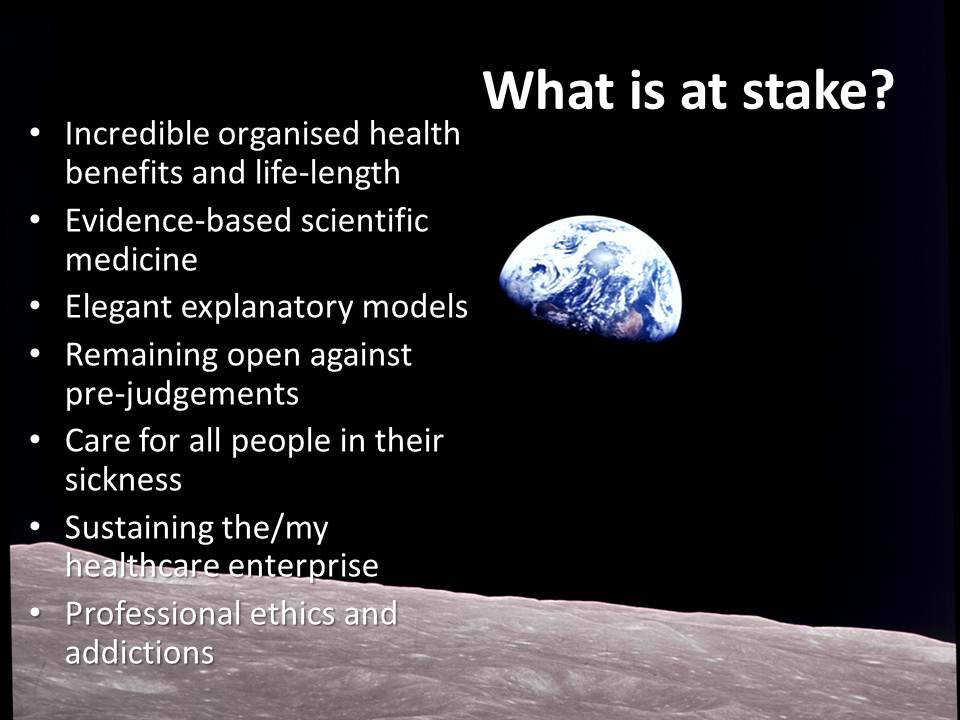 What is at stake?
• Incredible organised health
benefits and life-length
• Evidence-based scientific
medicine
• Elegant explanatory models
• Remaining open against
pre-judgements
• Care for all people in their
sickness
• Sustaining the/my
healthcare enterprise
• Professional ethics and
addictions